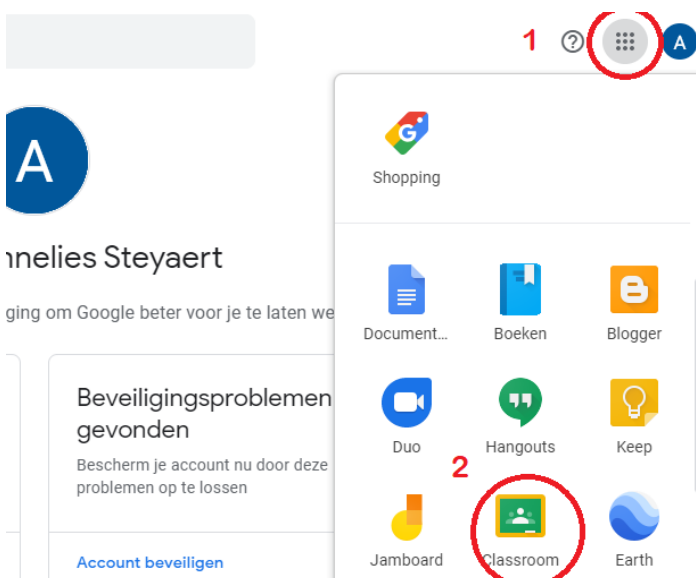 1
A
Shopping
A
nnelies Steyaert
ging om Google beter voor je te laten we
Document...
Boeken
Blogger
Beveiligingsproblemen
gevonden
Bescherm je account nu door deze
problemen op te lossen
Account beveiligen
Duo
Hangouts
Keep
2
Jamboard
Classroom
Earth